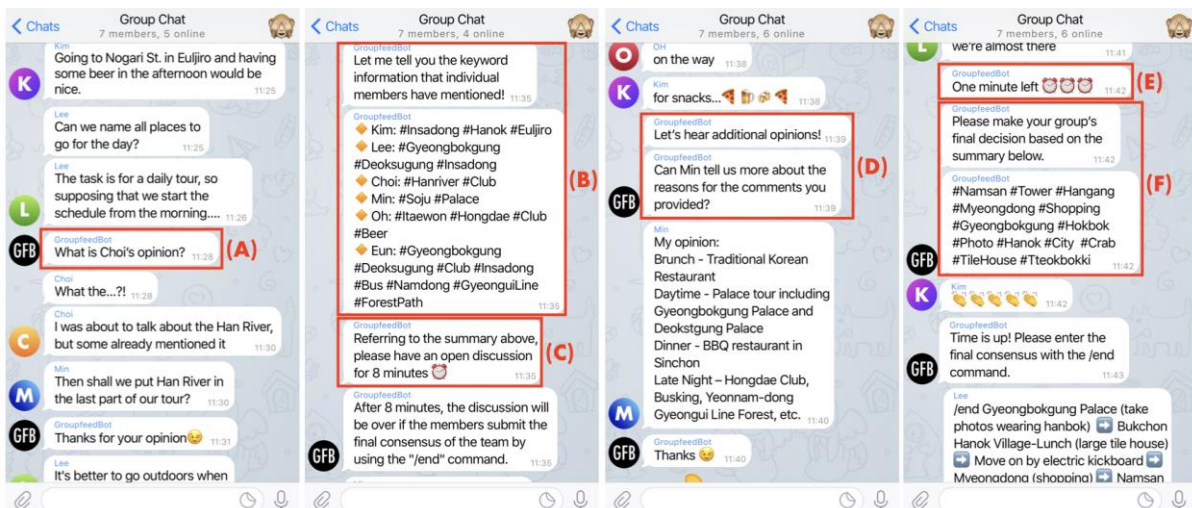 Chats
Group Chat
7 members, 5 online
Kim
Going to Nogari St. in Euljiro and having
some beer in the afternoon would be
nice. 11:25
K
Lee
Can we name all places to
go for the day? 11:25
Lee
The task is for a daily tour, so
supposing that we start the
schedule from the morning.... 11:26
L
GroupfeedBot
GFB
What is Choi's opinion? 11:28
(A)
Choi
What the...?! 11:28
Choi
I was about to talk about the Han River,
but some already mentioned it 11:30
C
Min
Then shall we put Han River in
the last part of our tour? 11:30
M
GroupfeedBot
GFB
Thanks for your opinion😉 11:31
Lee
It's better to go outdoors when
Chats
Group Chat
7 members, 4 online
GroupfeedBot
Let me tell you the keyword
information that individual
members have mentioned! 11:35
GroupfeedBot
🔸 Kim: #Insadong #Hanok #Euljiro
🔸 Lee: #Gyeongbokgung
#Deoksugung #Insadong
🔸 Choi: #Hanriver #Club
🔸 Min: #Soju #Palace
🔸 Oh: #Itaewon #Hongdae #Club
#Beer
🔸 Eun: #Gyeongbokgung
#Deoksugung #Club #Insadong
#Bus #Namdong #GyeonguiLine
#ForestPath 11:35
(B)
GroupfeedBot
Referring to the summary above,
please have an open discussion
for 8 minutes ⏰ 11:35
(C)
GroupfeedBot
After 8 minutes, the discussion will
be over if the members submit the
final consensus of the team by
using the "/end" command. 11:35
GFB
Chats
Group Chat
7 members, 6 online
OH
O
on the way 11:38
Kim
K
for snacks...🍕🍻🍕 11:38
GroupfeedBot
Let's hear additional opinions! 11:39
GroupfeedBot
Can Min tell us more about the
reasons for the comments you
provided? 11:39
GFB
(D)
Min
My opinion:
Brunch - Traditional Korean
Restaurant
Daytime - Palace tour including
Gyeongbokgung Palace and
Deokstgung Palace
Dinner - BBQ restaurant in
Sinchon
Late Night – Hongdae Club,
Busking, Yeonnam-dong
Gyeongui Line Forest, etc. 11:40
M
GroupfeedBot
GFB
Thanks 😉 11:40
Chats
Group Chat
7 members, 6 online
L
we're almost there 11:41
GroupfeedBot
One minute left ⏰⏰⏰ 11:42
(E)
GroupfeedBot
Please make your group's
final decision based on the
summary below. 11:42
GroupfeedBot
#Namsan #Tower #Hangang
#Myeongdong #Shopping
#Gyeongbokgung #Hokbok
#Photo #Hanok #City #Crab
#TileHouse #Tteokbokki 11:42
GFB
(F)
Kim
K
👏👏👏👏👏 11:42
GroupfeedBot
Time is up! Please enter the
final consensus with the /end
command. 11:43
GFB
Lee
/end Gyeongbokgung Palace (take
photos wearing hanbok) ➡️ Bukchon
Hanok Village-Lunch (large tile house)
➡️ Move on by electric kickboard ➡️
Myeongdong (shopping) ➡️ Namsan